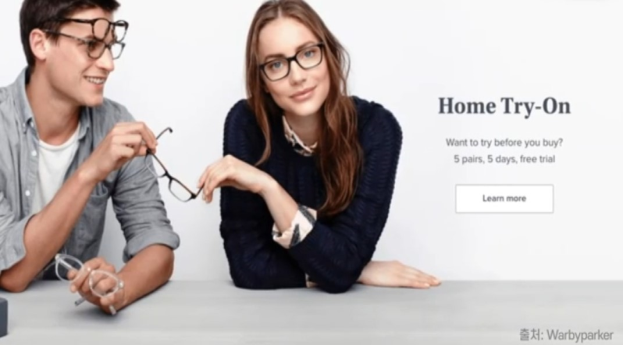 Home Try-On
Want to try before you buy?
5 pairs, 5 days, free trial
Learn more
출처: Warbyparker